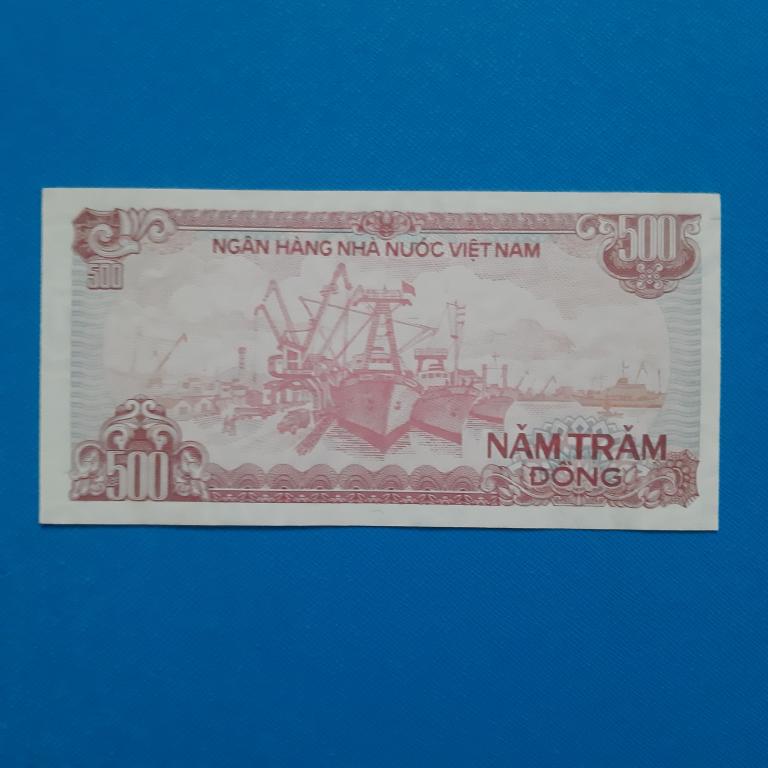 500
NGÂN HÀNG NHÀ NƯỚC VIỆT NAM
500
500
NĂM TRĂM
ĐỒNG